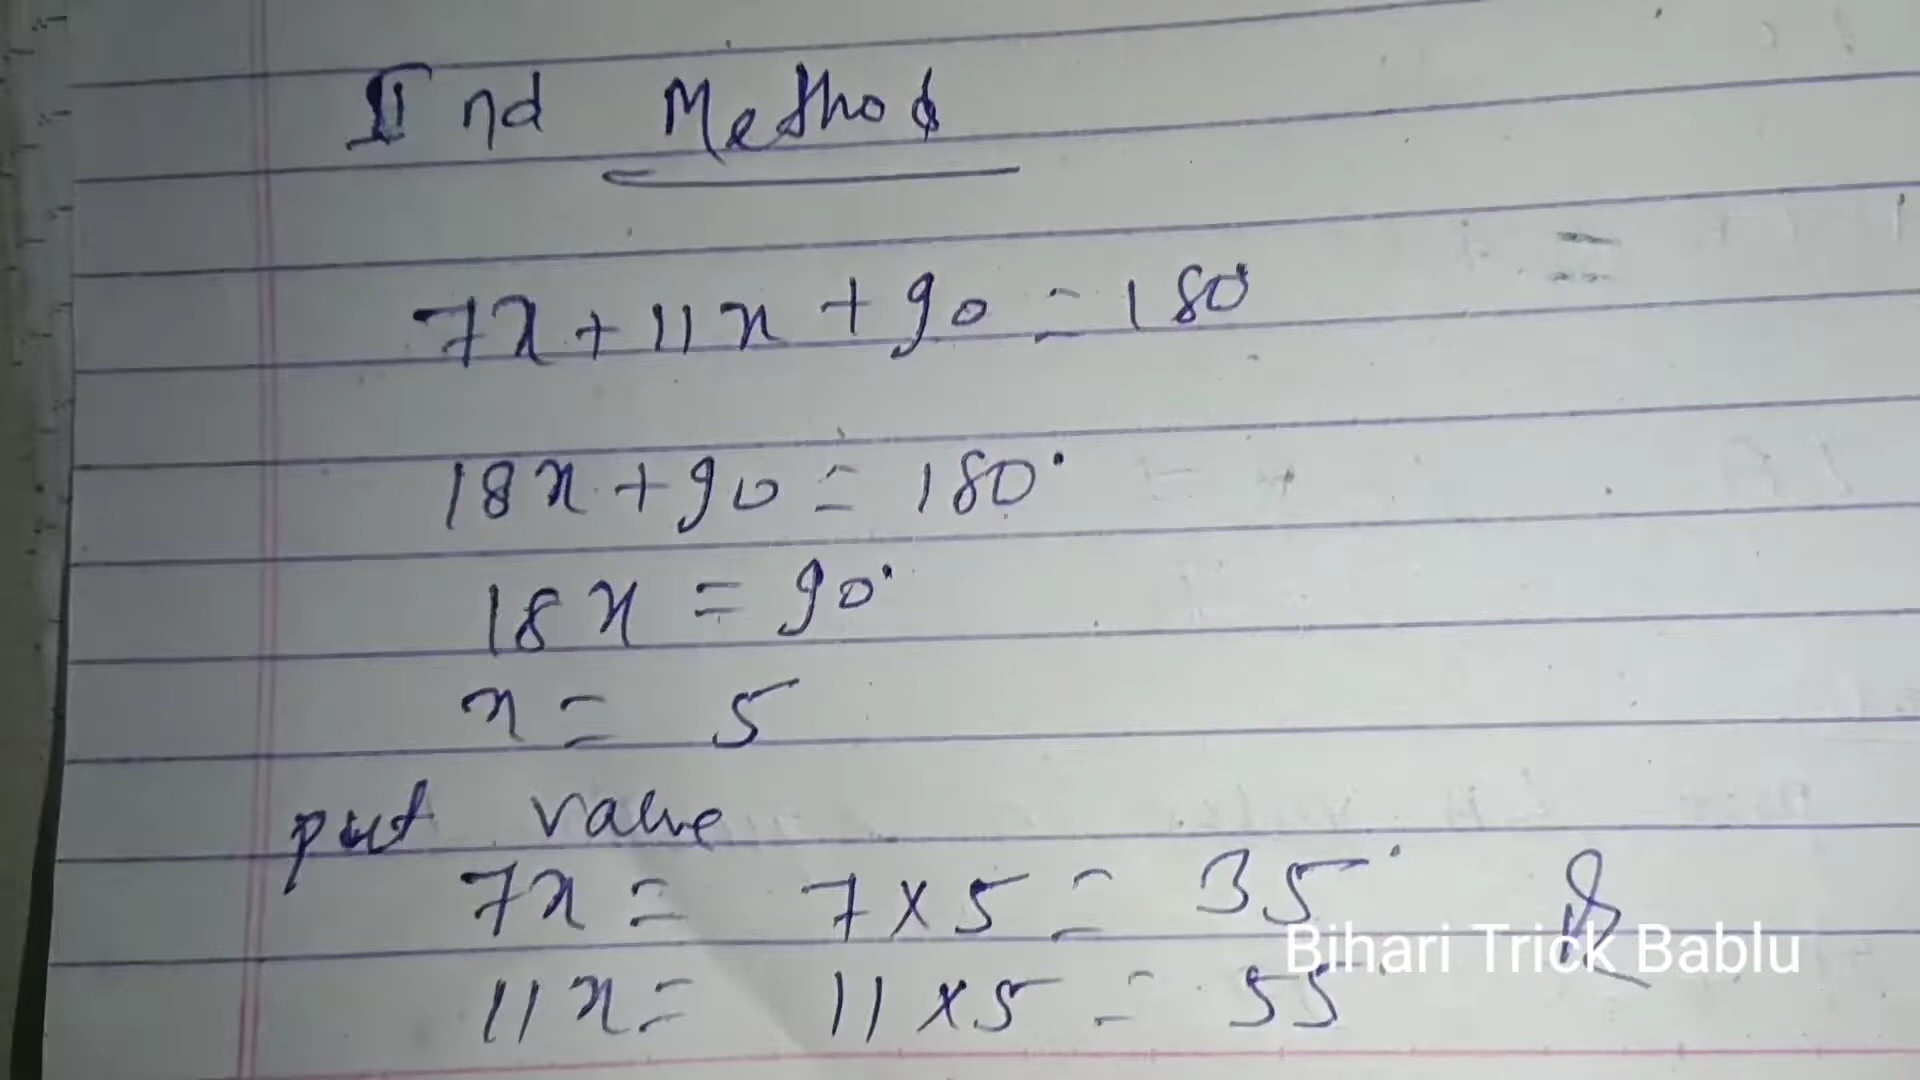 IInd Method
7x+11x+90=180
18x+90=180°
18x=90°
x=5
put value
7x=7×5=35° &
11x=11×5=55°
Bihari Trick Bablu